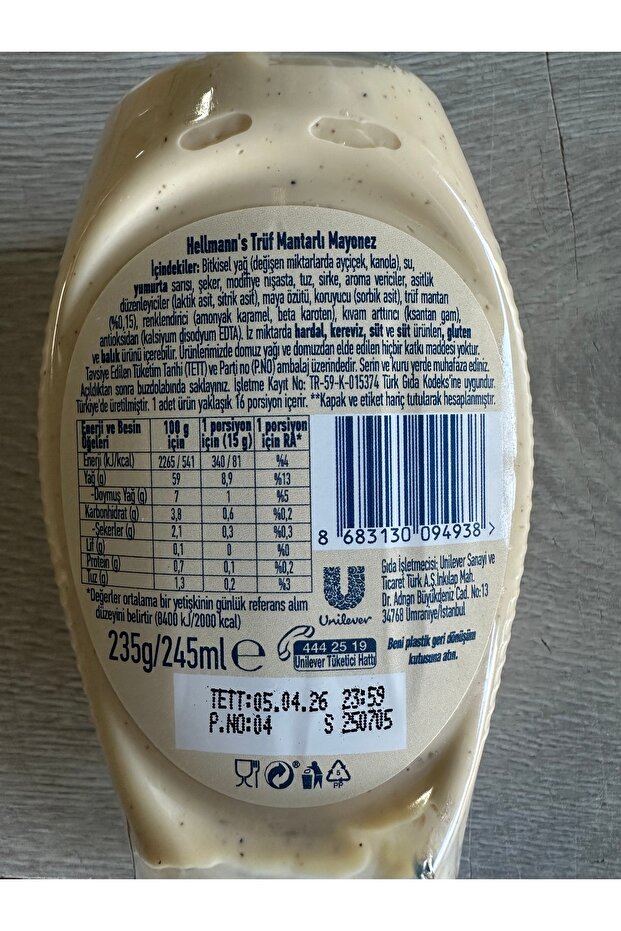 Hellmann's Trüf Mantarlı Mayonez
İçindekiler: Bitkisel yağ (değişen miktarlarda ayçiçek, kanola), su,
yumurta sarısı, şeker, modifiye nişasta, tuz, sirke, aroma vericiler, asitlik
düzenleyiciler (laktik asit, sitrik asit), maya özütü, koruyucu (sorbik asit), trüf mantarı
(%0,15), renklendirici (amonyak karamel, beta karoten), kıvam arttırıcı (ksantan gam),
antioksidan (kalsiyum disodyum EDTA). İz miktarda hardal, kereviz, süt ve süt ürünleri, gluten
ve balık ürünü içerebilir. Ürünlerimizde domuz yağı ve domuzdan elde edilen hiçbir katkı maddesi yoktur.
Tavsiye Edilen Tüketim Tarihi (TETT) ve Parti no (P.NO) ambalaj üzerindedir. Serin ve kuru yerde muhafaza ediniz.
Açıldıktan sonra buzdolabında saklayınız. İşletme Kayıt No: TR-59-K-015374 Türk Gıda Kodeks'ine uygundur.
Türkiye'de üretilmiştir. 1 adet ürün yaklaşık 16 porsiyon içerir. **Kapak ve etiket hariç tutularak hesaplanmıştır.
Enerji ve Besin Öğeleri 100 g için 1 porsiyon için (15 g) 1 porsiyon için RA*
Enerji (kJ/kcal) 2265 / 541 340 / 81 %4
Yağ (g) 59 8,9 %13
-Doymuş Yağ (g) 7 1 %5
Karbonhidrat (g) 3,8 0,6 %0,2
-Şekerler (g) 2,1 0,3 %0,3
Lif (g) 0,1 0 %0
Protein (g) 0,7 0,1 %0,2
Tuz (g) 1,3 0,2 %3
*Değerler ortalama bir yetişkinin günlük referans alım
düzeyini belirtir (8400 kJ/2000 kcal)
8 683130 094938 >
Unilever
Gıda İşletmecisi: Unilever Sanayi ve
Ticaret Türk A.Ş.İnkılap Mah.
Dr. Adnan Büyükdeniz Cad. No:13
34768 Ümraniye/İstanbul
235g/245ml e
444 25 19
Unilever Tüketici Hattı
Beni plastik geri dönüşüm
kutusuna atın.
TETT:05.04.26 23:59
P.NO:04 S 250705
5
PP